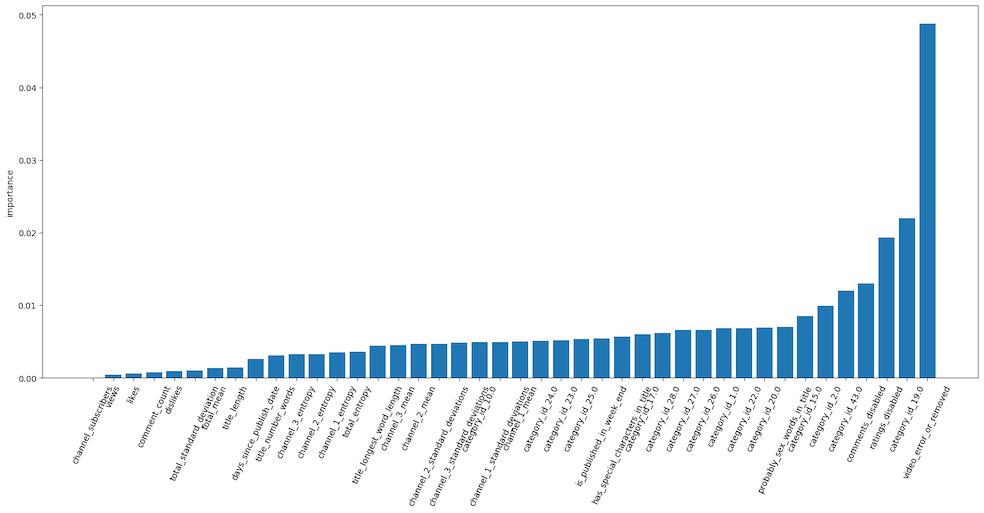 0.05
0.04
0.03
0.02
0.01
0.00
importance
channel_subscribers
views
likes
comment_count
dislikes
total_standard_deviation
total_mean
title_length
days_since_publish_date
title_number_words
channel_3_entropy
channel_2_entropy
channel_1_entropy
total_entropy
title_longest_word_length
channel_3_mean
channel_2_mean
channel_2_standard_deviations
channel_3_standard_deviations
category_id_10.0
channel_1_standard_deviations
channel_1_mean
category_id_24.0
category_id_23.0
category_id_25.0
is_published_in_week_end
has_special_characters_in_title
category_id_17.0
category_id_28.0
category_id_27.0
category_id_26.0
category_id_1.0
category_id_22.0
category_id_20.0
probably_sex_words_in_title
category_id_15.0
category_id_2.0
category_id_43.0
comments_disabled
ratings_disabled
category_id_19.0
video_error_or_removed